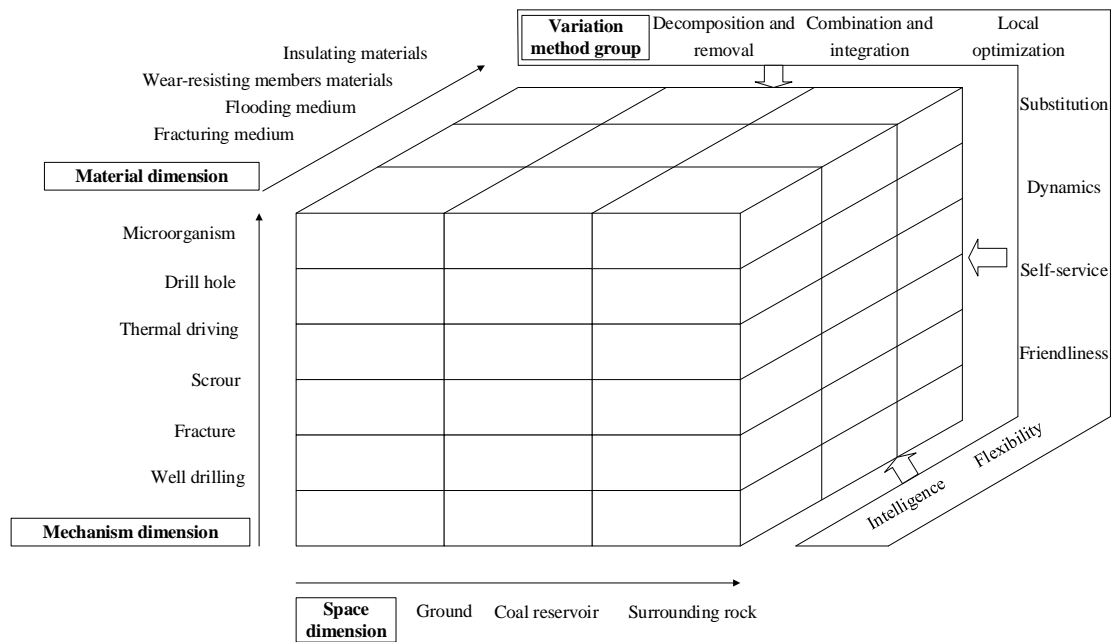 Variation
method group
Decomposition and
removal
Combination and
integration
Local
optimization
Insulating materials
Wear-resisting members materials
Flooding medium
Fracturing medium
Material dimension
Substitution
Dynamics
Self-service
Friendliness
Flexibility
Intelligence
Microorganism
Drill hole
Thermal driving
Scrour
Fracture
Well drilling
Mechanism dimension
Space
dimension
Ground
Coal reservoir
Surrounding rock